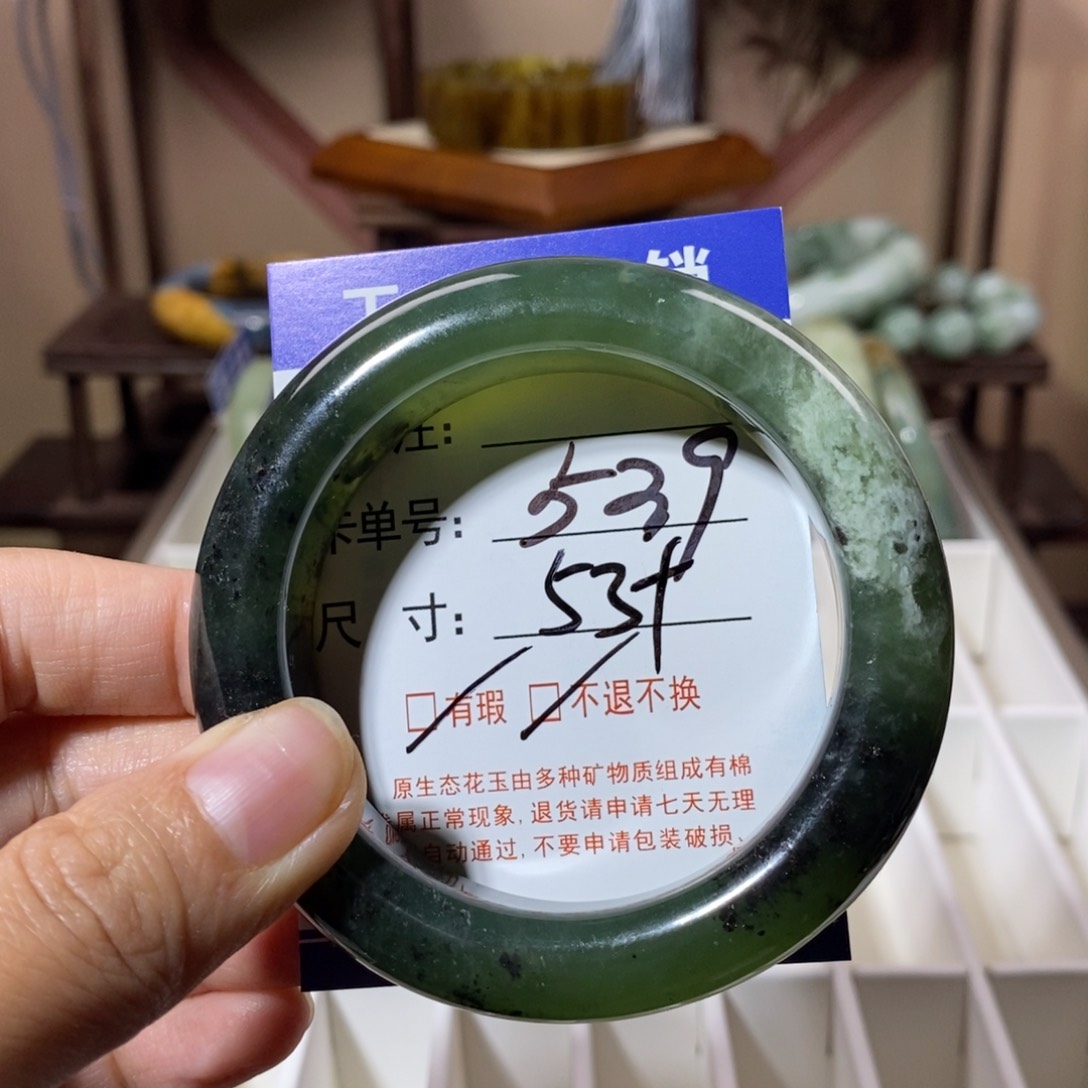 销
注:
卡单号: 539
尺 寸: 53+
□有瑕 □不退不换
原生态花玉由多种矿物质组成有棉
属正常现象,退货请申请七天无理
自动通过,不要申请包装破损、